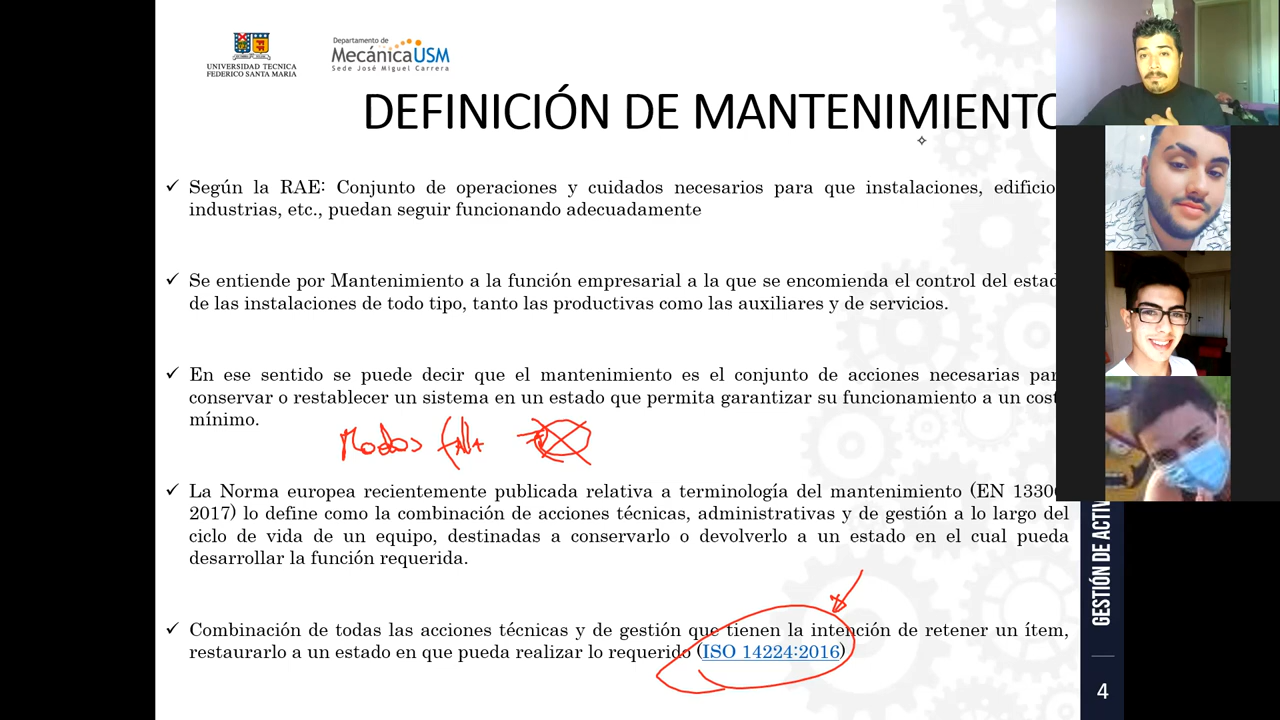 UNIVERSIDAD TECNICA
FEDERICO SANTA MARIA
Departamento de
MecánicaUSM
Sede José Miguel Carrera
DEFINICIÓN DE MANTENIMIENTO
✓ Según la RAE: Conjunto de operaciones y cuidados necesarios para que instalaciones, edificio
industrias, etc., puedan seguir funcionando adecuadamente
✓ Se entiende por Mantenimiento a la función empresarial a la que se encomienda el control del estad
de las instalaciones de todo tipo, tanto las productivas como las auxiliares y de servicios.
✓ En ese sentido se puede decir que el mantenimiento es el conjunto de acciones necesarias par
conservar o restablecer un sistema en un estado que permita garantizar su funcionamiento a un cost
mínimo.
Modos falla
✓ La Norma europea recientemente publicada relativa a terminología del mantenimiento (EN 13306
2017) lo define como la combinación de acciones técnicas, administrativas y de gestión a lo largo del
ciclo de vida de un equipo, destinadas a conservarlo o devolverlo a un estado en el cual pueda
desarrollar la función requerida.
✓ Combinación de todas las acciones técnicas y de gestión que tienen la intención de retener un ítem,
restaurarlo a un estado en que pueda realizar lo requerido (ISO 14224:2016)
GESTIÓN DE ACTIV
4